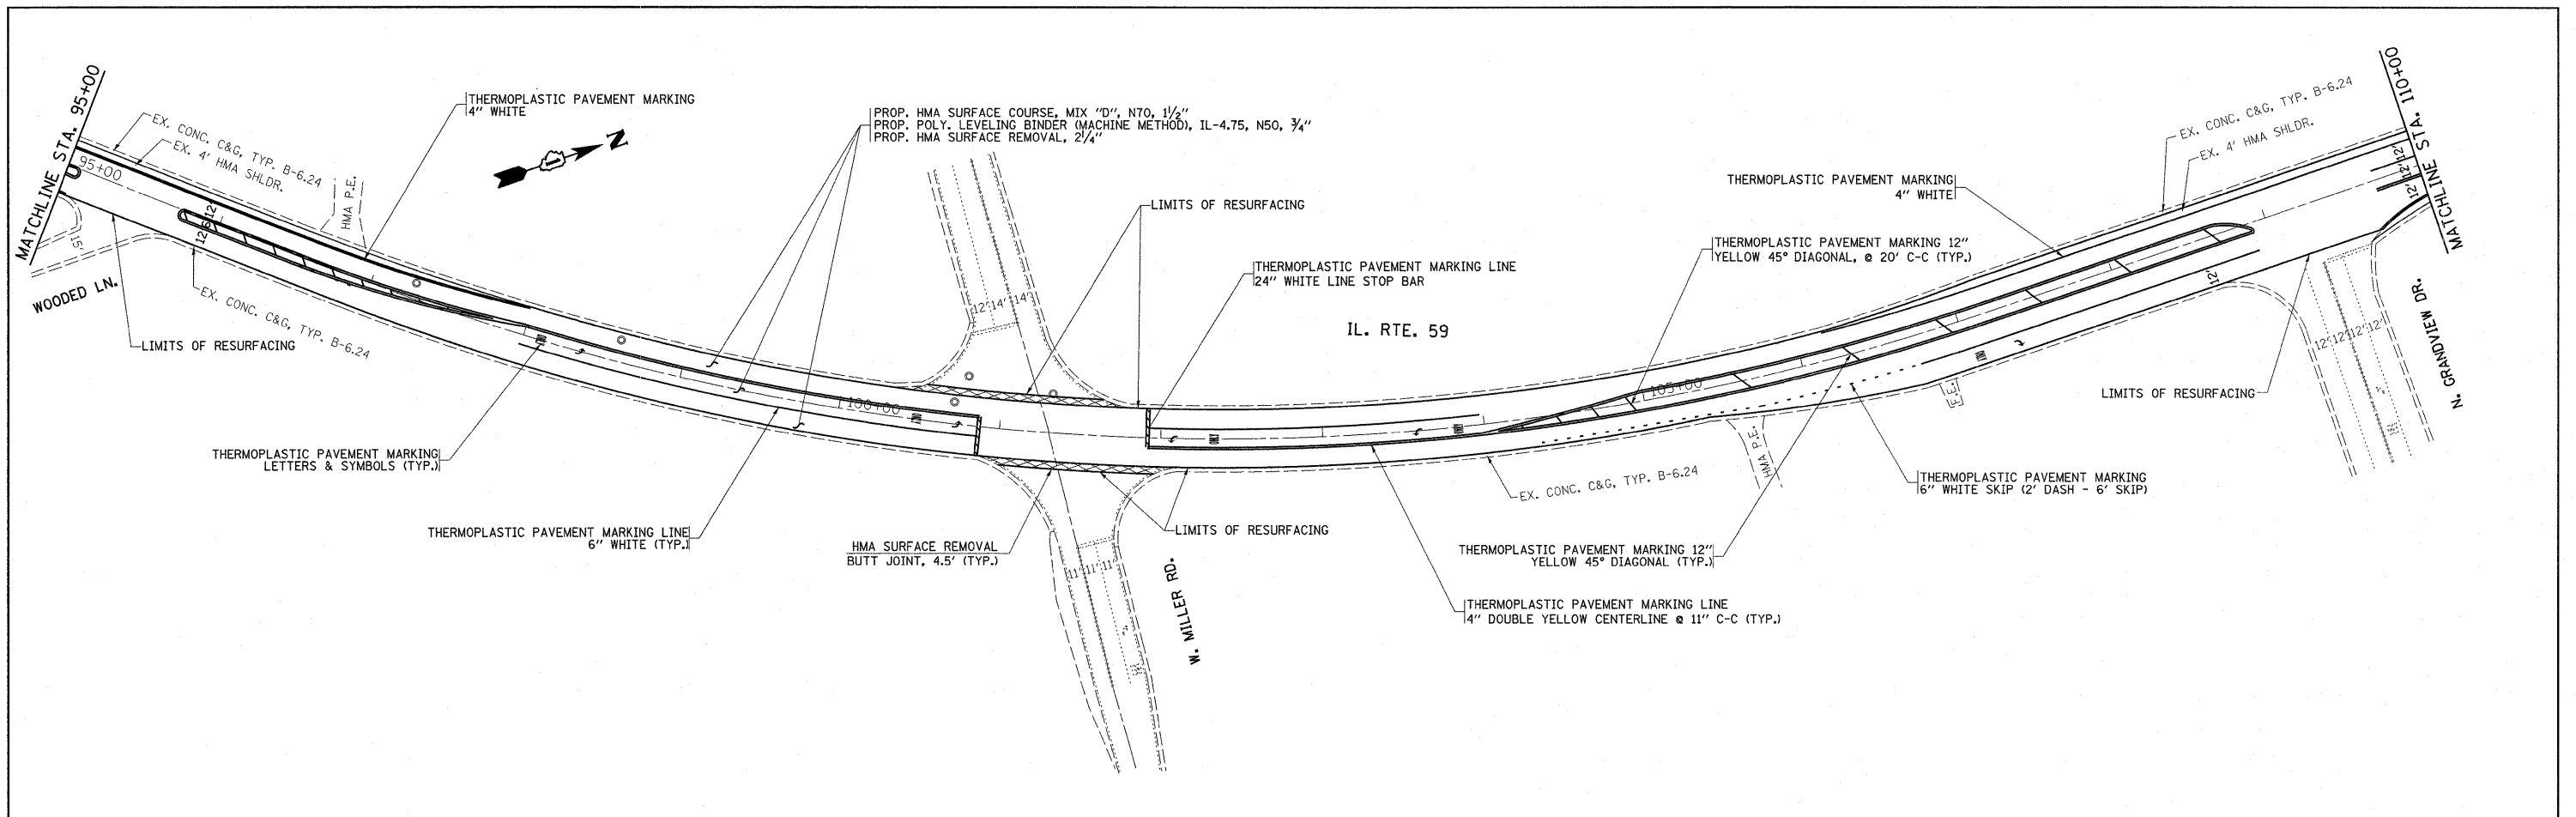 MATCHLINE STA. 95+00
EX. CONC. C&G, TYP. B-6.24
EX. 4' HMA SHLDR.
95+00
HMA P.E.
THERMOPLASTIC PAVEMENT MARKING
4" WHITE
N
PROP. HMA SURFACE COURSE, MIX "D", N70, 1½"
PROP. POLY. LEVELING BINDER (MACHINE METHOD), IL-4.75, N50, ¾"
PROP. HMA SURFACE REMOVAL, 2¼"
LIMITS OF RESURFACING
THERMOPLASTIC PAVEMENT MARKING LINE
24" WHITE LINE STOP BAR
IL. RTE. 59
THERMOPLASTIC PAVEMENT MARKING
4" WHITE
THERMOPLASTIC PAVEMENT MARKING 12"
YELLOW 45° DIAGONAL, @ 20' C-C (TYP.)
EX. CONC. C&G, TYP. B-6.24
EX. 4' HMA SHLDR.
MATCHLINE STA. 110+00
12' 12' 12' 12'
15'
WOODED LN.
12 6 12
EX. CONC. C&G, TYP. B-6.24
LIMITS OF RESURFACING
12' 14' 14'
100+00
105+00
12'
12' 12' 12' 12'
N. GRANDVIEW DR.
LIMITS OF RESURFACING
P.E.
HMA P.E.
THERMOPLASTIC PAVEMENT MARKING
LETTERS & SYMBOLS (TYP.)
THERMOPLASTIC PAVEMENT MARKING LINE
6" WHITE (TYP.)
HMA SURFACE REMOVAL
BUTT JOINT, 4.5' (TYP.)
LIMITS OF RESURFACING
11' 11' 11'
W. MILLER RD.
EX. CONC. C&G, TYP. B-6.24
THERMOPLASTIC PAVEMENT MARKING
6" WHITE SKIP (2' DASH - 6' SKIP)
THERMOPLASTIC PAVEMENT MARKING 12"
YELLOW 45° DIAGONAL (TYP.)
THERMOPLASTIC PAVEMENT MARKING LINE
4" DOUBLE YELLOW CENTERLINE @ 11" C-C (TYP.)